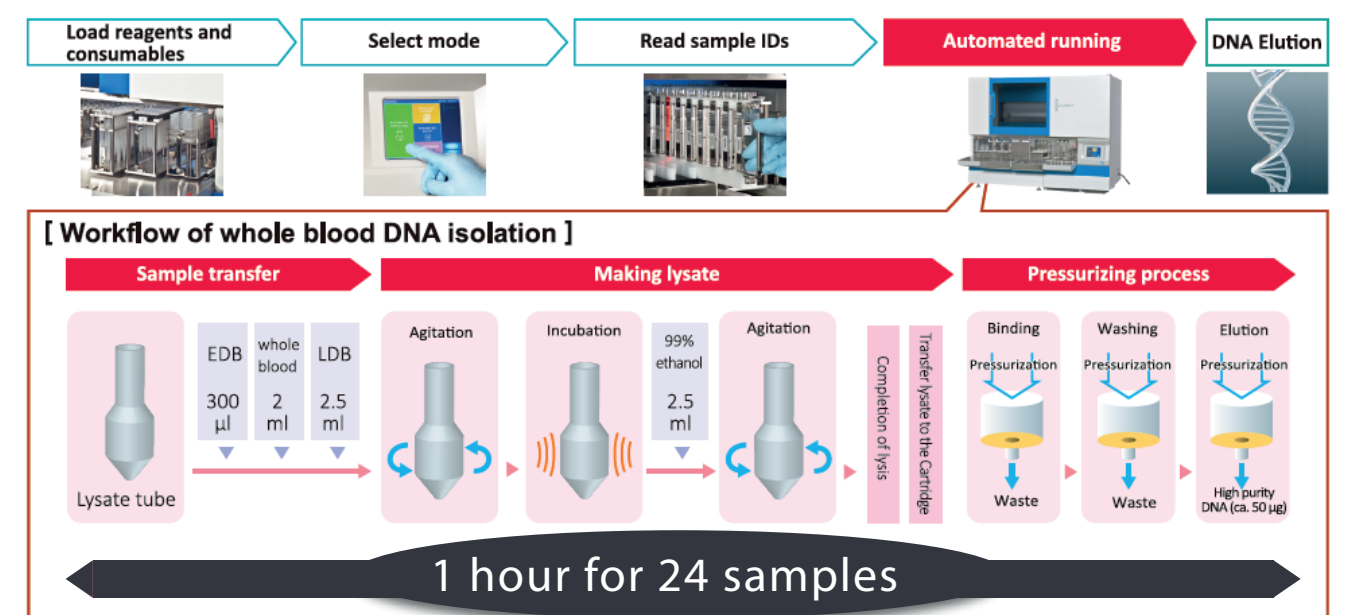 Load reagents and
consumables
Select mode
Read sample IDs
Automated running
DNA Elution
[ Workflow of whole blood DNA isolation ]
Sample transfer
Making lysate
Pressurizing process
Lysate tube
EDB
300
µl
whole
blood
2
ml
LDB
2.5
ml
Agitation
Incubation
99%
ethanol
2.5
ml
Agitation
Completion of lysis
Transfer lysate to the Cartridge
Binding
Pressurization
Waste
Washing
Pressurization
Waste
Elution
Pressurization
High purity
DNA (ca. 50 µg)
1 hour for 24 samples